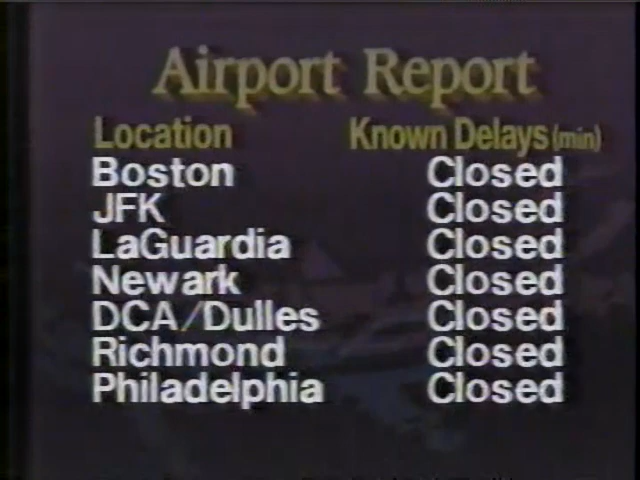 Airport Report
Location Known Delays (min)
Boston Closed
JFK Closed
LaGuardia Closed
Newark Closed
DCA/Dulles Closed
Richmond Closed
Philadelphia Closed